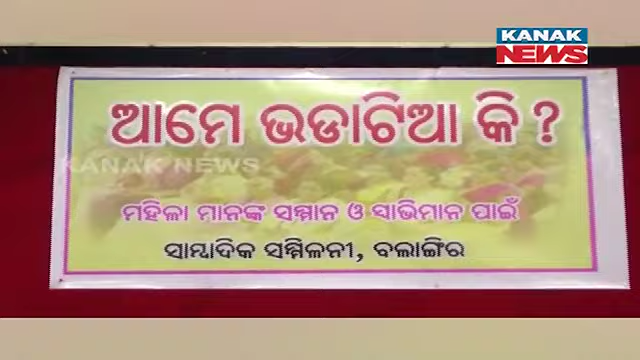 KANAK
NEWS
ଆମେ ଭଡାଟିଆ କି ?
KANAK NEWS
ମହିଳା ମାନଙ୍କ ସମ୍ମାନ ଓ ସ୍ୱାଭିମାନ ପାଇଁ
ସାମ୍ବାଦିକ ସମ୍ମିଳନୀ, ବଲାଙ୍ଗିର